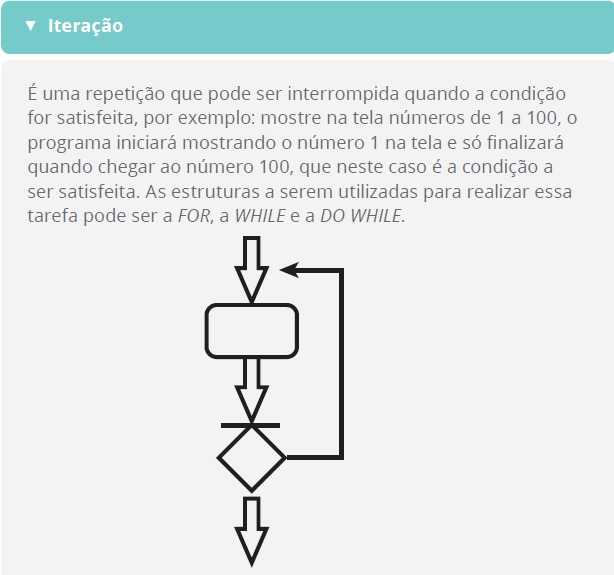 ▼ Iteração
É uma repetição que pode ser interrompida quando a condição
for satisfeita, por exemplo: mostre na tela números de 1 a 100, o
programa iniciará mostrando o número 1 na tela e só finalizará
quando chegar ao número 100, que neste caso é a condição a
ser satisfeita. As estruturas a serem utilizadas para realizar essa
tarefa pode ser a FOR, a WHILE e a DO WHILE.